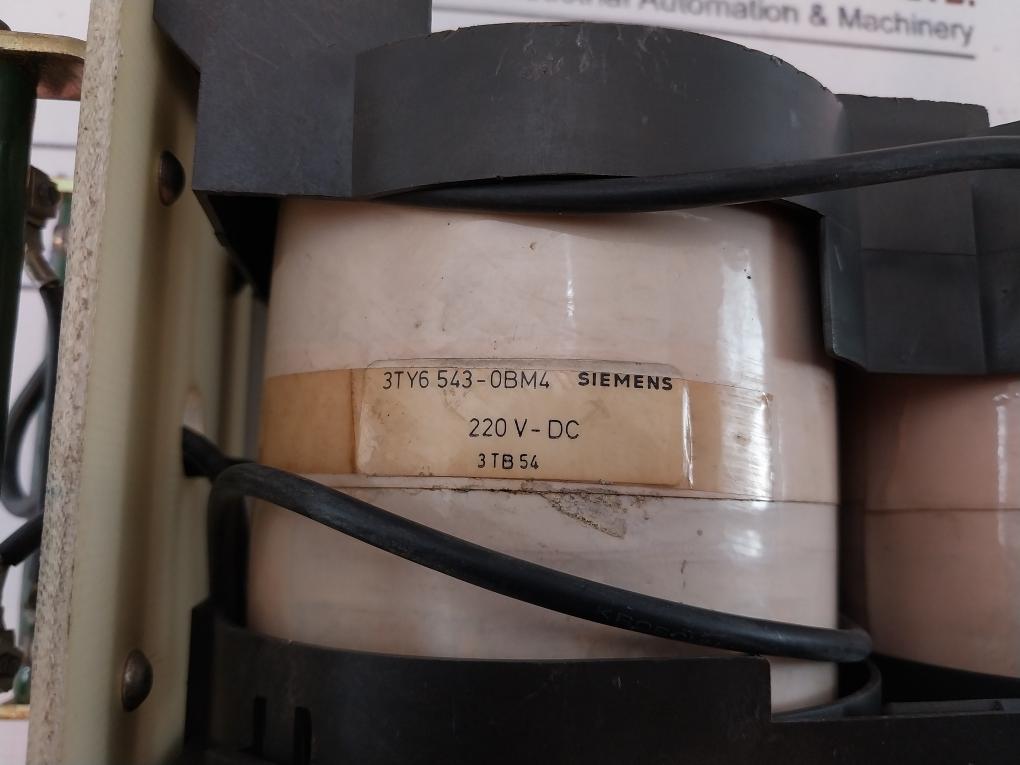 Automation & Machinery
3TY6 543-0BM4 SIEMENS
220 V-DC
3TB54